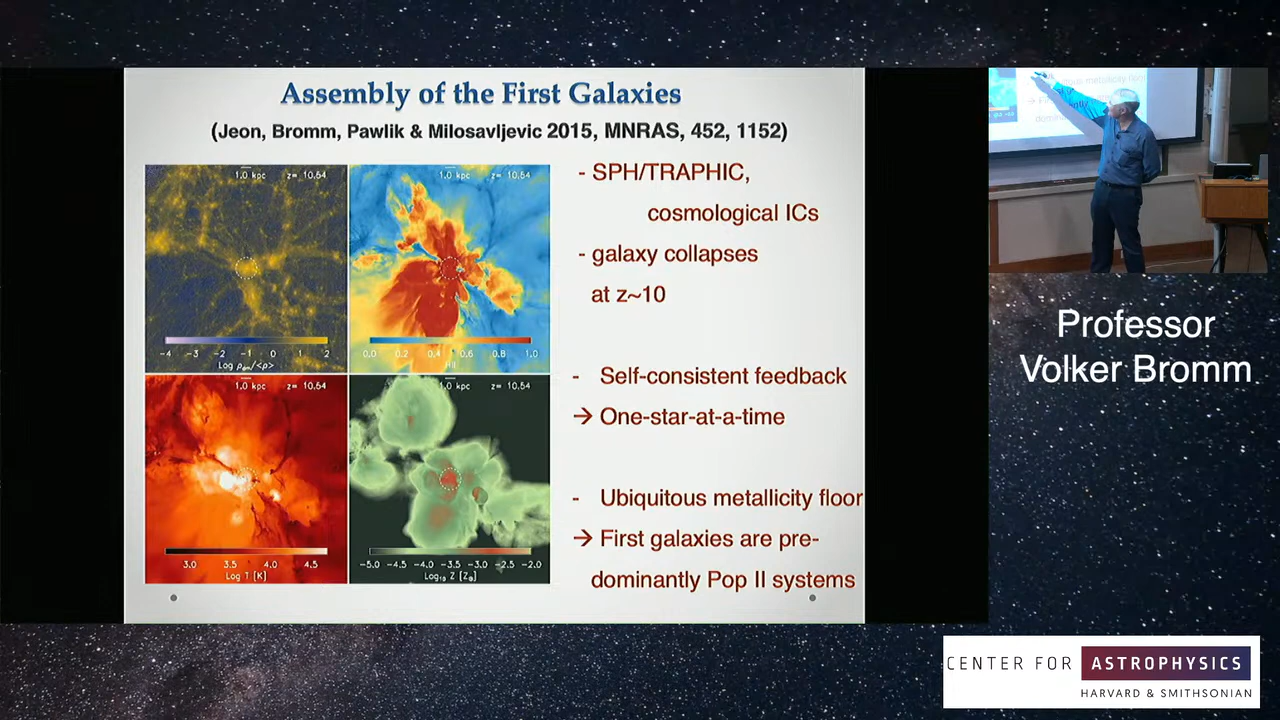 Assembly of the First Galaxies
(Jeon, Bromm, Pawlik & Milosavljevic 2015, MNRAS, 452, 1152)
1.0 kpc z= 10.54
1.0 kpc z= 10.54
-4 -3 -2 -1 0 1 2
0.0 0.2 0.4 0.6 0.8 1.0
1.0 kpc z= 10.54
1.0 kpc z= 10.54
3.0 3.5 4.0 4.5
Log T [K]
-5.0 -4.5 -4.0 -3.5 -3.0 -2.5 -2.0
Log₁₀ Z [Z⊙]
- SPH/TRAPHIC,
cosmological ICs
- galaxy collapses
at z~10
- Self-consistent feedback
→ One-star-at-a-time
- Ubiquitous metallicity floor
→ First galaxies are pre-
dominantly Pop II systems
Professor
Volker Bromm
CENTER FOR ASTROPHYSICS
HARVARD & SMITHSONIAN